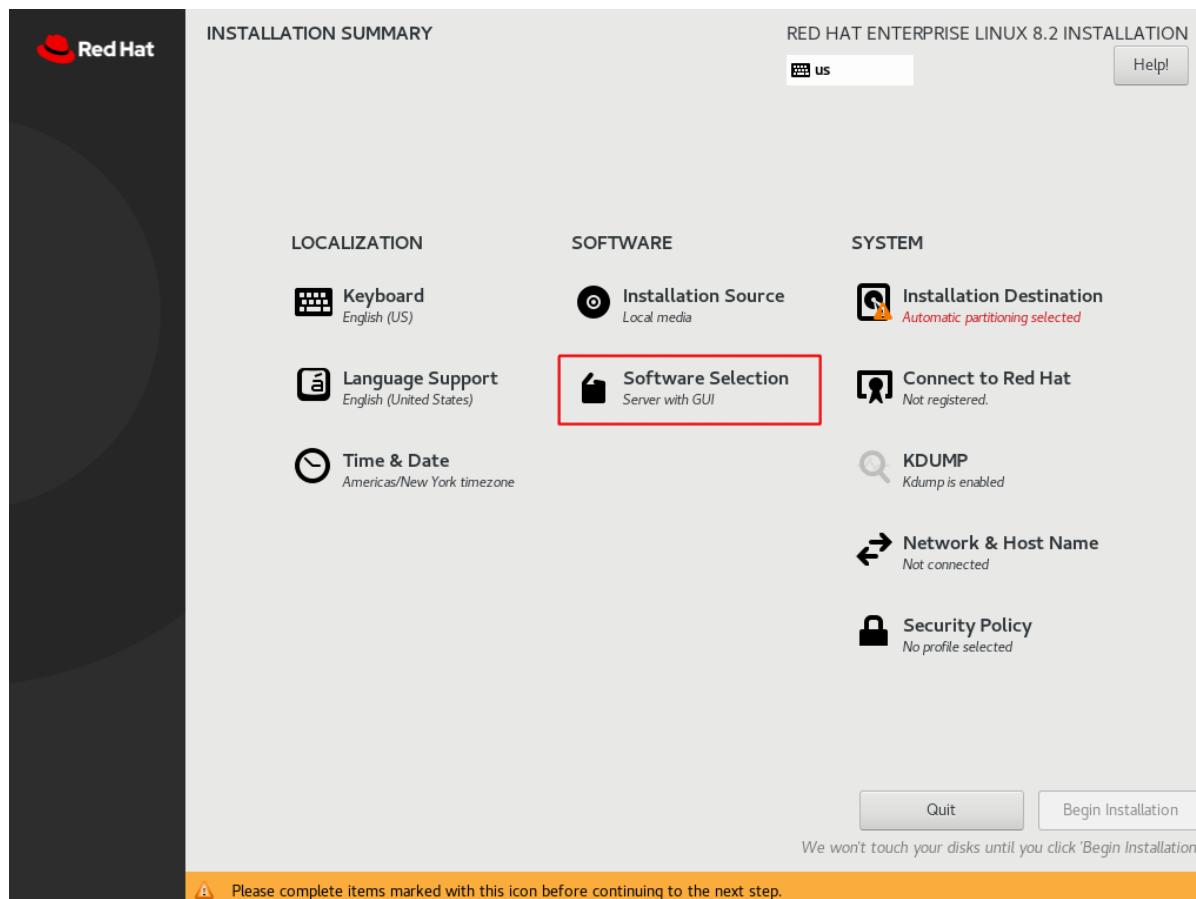 Red Hat
INSTALLATION SUMMARY
RED HAT ENTERPRISE LINUX 8.2 INSTALLATION
us
Help!
LOCALIZATION
Keyboard
English (US)
á
Language Support
English (United States)
Time & Date
Americas/New York timezone
SOFTWARE
Installation Source
Local media
Software Selection
Server with GUI
SYSTEM
Installation Destination
Automatic partitioning selected
Connect to Red Hat
Not registered.
KDUMP
Kdump is enabled
Network & Host Name
Not connected
Security Policy
No profile selected
Quit
Begin Installation
We won't touch your disks until you click 'Begin Installation
Please complete items marked with this icon before continuing to the next step.